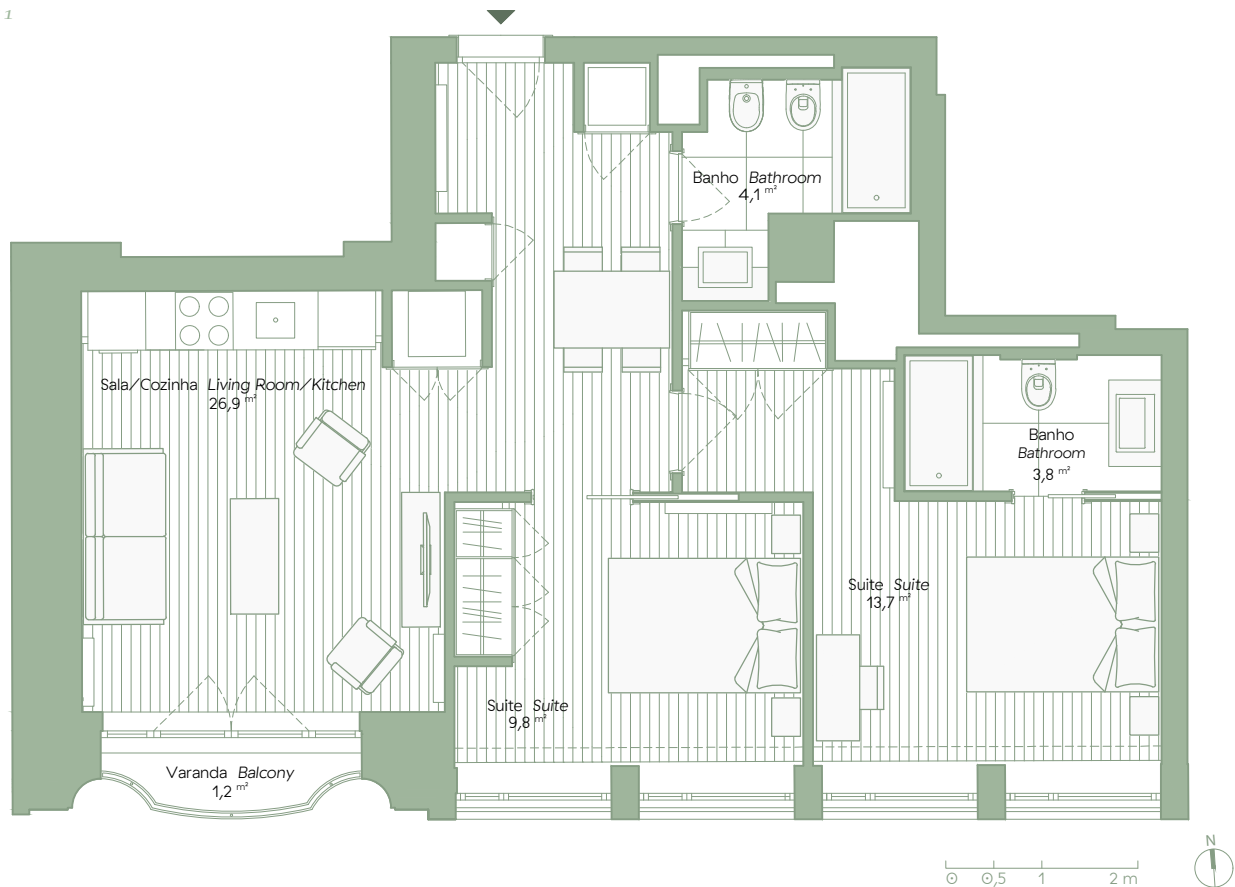 1
Banho Bathroom
4,1 m²
Sala/Cozinha Living Room/Kitchen
26,9 m²
Banho
Bathroom
3,8 m²
Suite Suite
13,7 m²
Suite Suite
9,8 m²
Varanda Balcony
1,2 m²
N
0 0,5 1 2 m